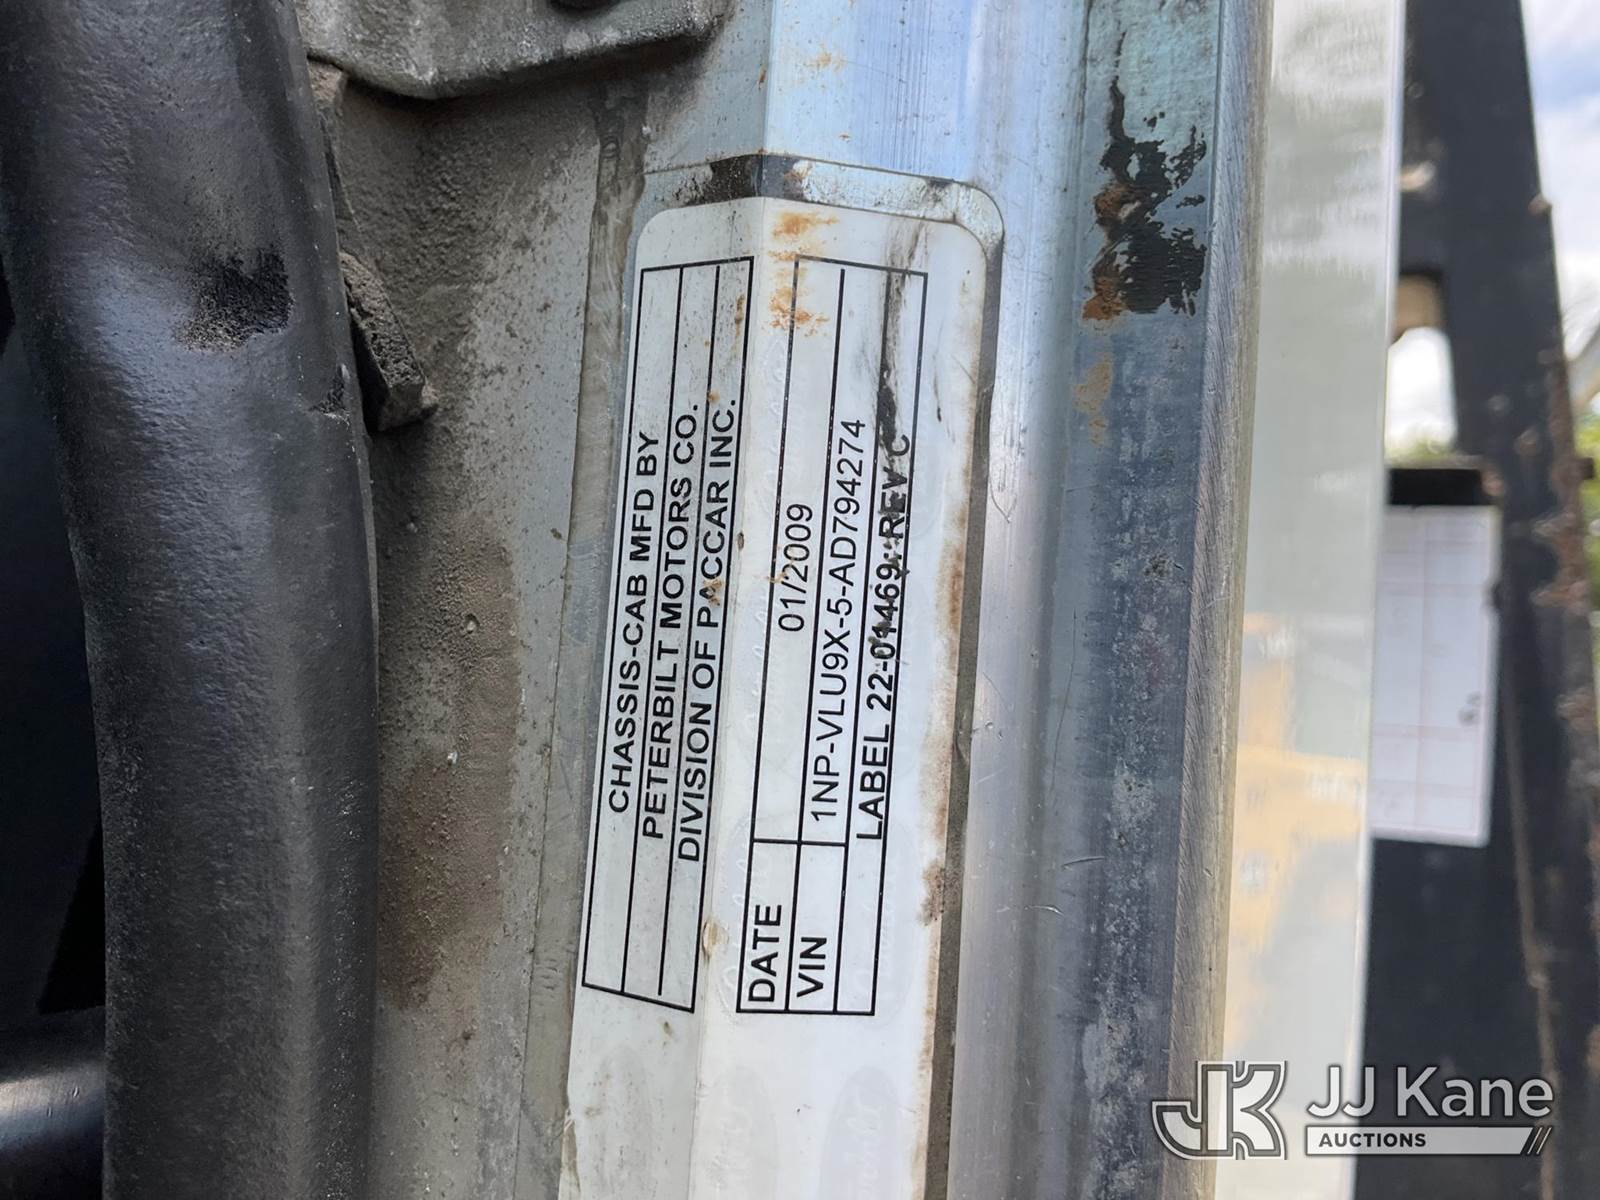 CHASSIS-CAB MFD BY
PETERBILT MOTORS CO.
DIVISION OF PACCAR INC.
DATE 01/2009
VIN 1NP-VLU9X-5-AD794274
LABEL 22-01469: REV C
JJ Kane
AUCTIONS